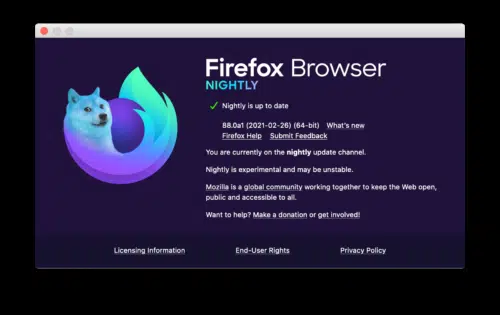 Firefox Browser
NIGHTLY
Nightly is up to date
88.0a1 (2021-02-26) (64-bit) What's new
Firefox Help Submit Feedback
You are currently on the nightly update channel.
Nightly is experimental and may be unstable.
Mozilla is a global community working together to keep the Web open,
public and accessible to all.
Want to help? Make a donation or get involved!
Licensing Information End-User Rights Privacy Policy